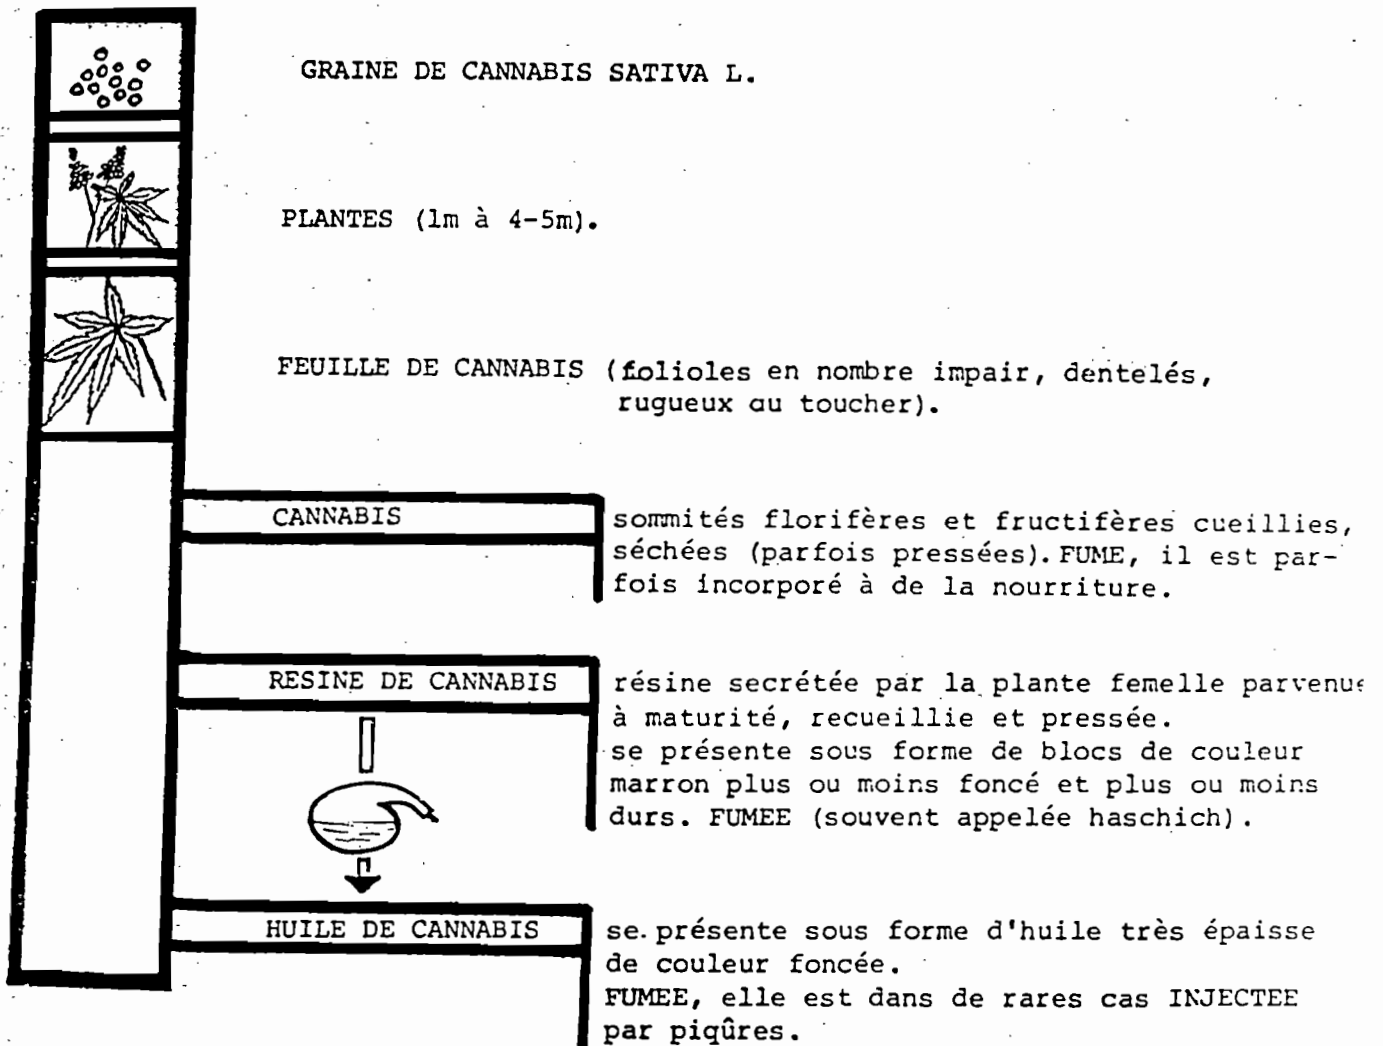 GRAINE DE CANNABIS SATIVA L.
PLANTES (1m à 4-5m).
FEUILLE DE CANNABIS (folioles en nombre impair, dentelés,
rugueux au toucher).
CANNABIS
sommités florifères et fructifères cueillies,
séchées (parfois pressées). FUME, il est par-
fois incorporé à de la nourriture.
RESINE DE CANNABIS
résine secrétée par la plante femelle parvenue
à maturité, recueillie et pressée.
se présente sous forme de blocs de couleur
marron plus ou moins foncé et plus ou moins
durs. FUMEE (souvent appelée haschich).
HUILE DE CANNABIS
se présente sous forme d'huile très épaisse
de couleur foncée.
FUMEE, elle est dans de rares cas INJECTEE
par piqûres.